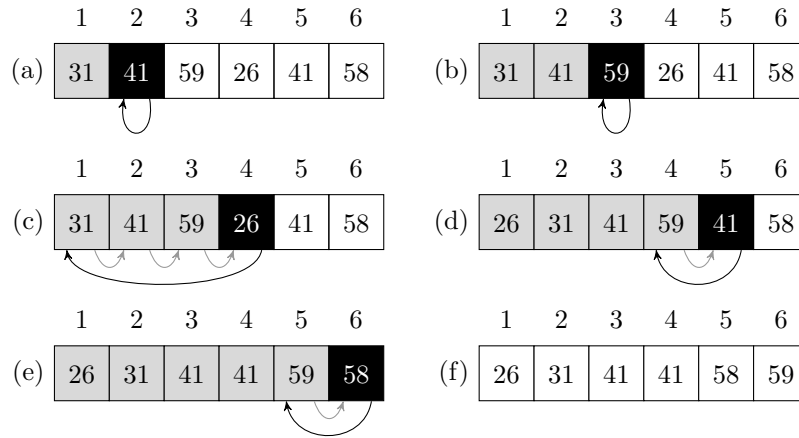 1 2 3 4 5 6
(a) 31 41 59 26 41 58
1 2 3 4 5 6
(b) 31 41 59 26 41 58
1 2 3 4 5 6
(c) 31 41 59 26 41 58
1 2 3 4 5 6
(d) 26 31 41 59 41 58
1 2 3 4 5 6
(e) 26 31 41 41 59 58
1 2 3 4 5 6
(f) 26 31 41 41 58 59